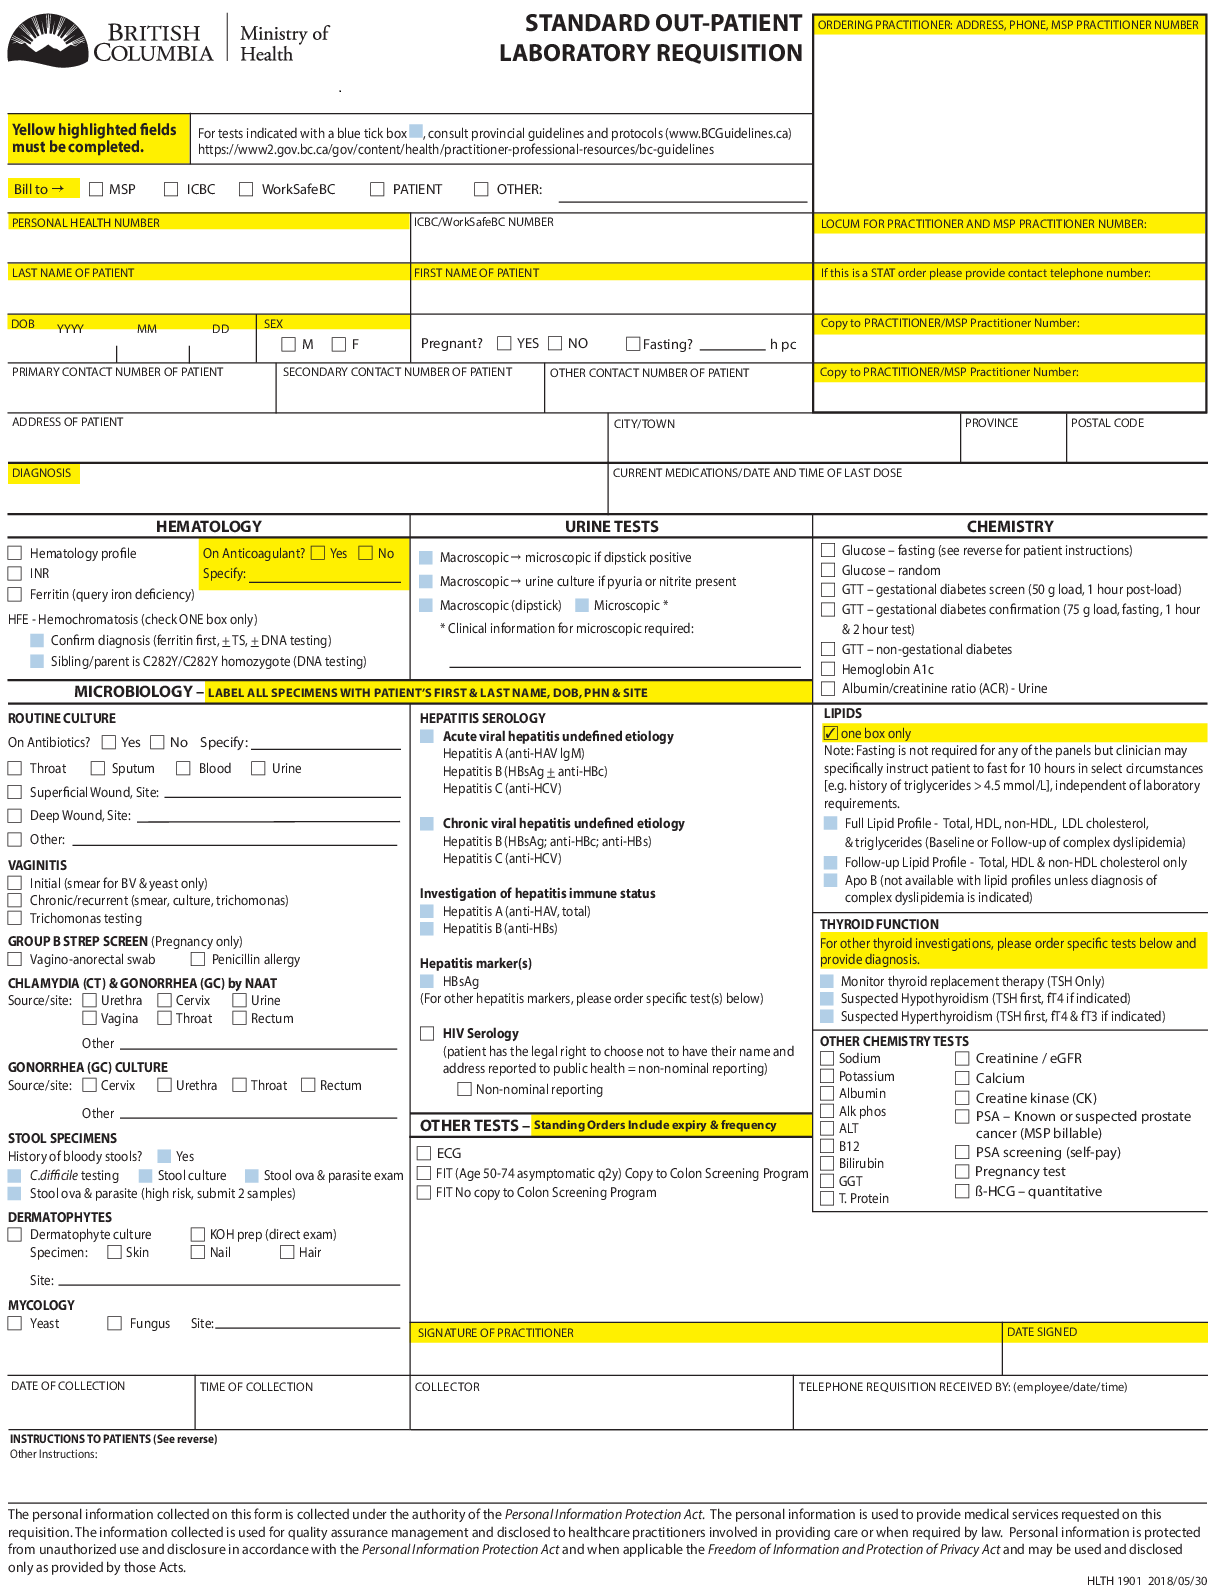 BRITISH COLUMBIA
Ministry of Health
STANDARD OUT-PATIENT
LABORATORY REQUISITION
ORDERING PRACTITIONER: ADDRESS, PHONE, MSP PRACTITIONER NUMBER
Yellow highlighted fields
must be completed.
For tests indicated with a blue tick box , consult provincial guidelines and protocols (www.BCGuidelines.ca)
https://www2.gov.bc.ca/gov/content/health/practitioner-professional-resources/bc-guidelines
Bill to → MSP ICBC WorkSafeBC PATIENT OTHER:
PERSONAL HEALTH NUMBER
ICBC/WorkSafeBC NUMBER
LOCUM FOR PRACTITIONER AND MSP PRACTITIONER NUMBER:
LAST NAME OF PATIENT
FIRST NAME OF PATIENT
If this is a STAT order please provide contact telephone number:
DOB YYYY MM DD
SEX
M F
Pregnant? YES NO Fasting? h pc
Copy to PRACTITIONER/MSP Practitioner Number:
PRIMARY CONTACT NUMBER OF PATIENT
SECONDARY CONTACT NUMBER OF PATIENT
OTHER CONTACT NUMBER OF PATIENT
Copy to PRACTITIONER/MSP Practitioner Number:
ADDRESS OF PATIENT
CITY/TOWN
PROVINCE
POSTAL CODE
DIAGNOSIS
CURRENT MEDICATIONS/DATE AND TIME OF LAST DOSE
HEMATOLOGY
Hematology profile
On Anticoagulant? Yes No
INR
Specify:
Ferritin (query iron deficiency)
HFE - Hemochromatosis (check ONE box only)
Confirm diagnosis (ferritin first, ±TS, ±DNA testing)
Sibling/parent is C282Y/C282Y homozygote (DNA testing)
URINE TESTS
Macroscopic → microscopic if dipstick positive
Macroscopic → urine culture if pyuria or nitrite present
Macroscopic (dipstick) Microscopic *
* Clinical information for microscopic required:
CHEMISTRY
Glucose – fasting (see reverse for patient instructions)
Glucose – random
GTT – gestational diabetes screen (50 g load, 1 hour post-load)
GTT – gestational diabetes confirmation (75 g load, fasting, 1 hour
& 2 hour test)
GTT – non-gestational diabetes
Hemoglobin A1c
Albumin/creatinine ratio (ACR) - Urine
MICROBIOLOGY – LABEL ALL SPECIMENS WITH PATIENT'S FIRST & LAST NAME, DOB, PHN & SITE
ROUTINE CULTURE
On Antibiotics? Yes No Specify:
Throat Sputum Blood Urine
Superficial Wound, Site:
Deep Wound, Site:
Other:
VAGINITIS
Initial (smear for BV & yeast only)
Chronic/recurrent (smear, culture, trichomonas)
Trichomonas testing
GROUP B STREP SCREEN (Pregnancy only)
Vagino-anorectal swab Penicillin allergy
CHLAMYDIA (CT) & GONORRHEA (GC) by NAAT
Source/site: Urethra Cervix Urine
Vagina Throat Rectum
Other
GONORRHEA (GC) CULTURE
Source/site: Cervix Urethra Throat Rectum
Other
STOOL SPECIMENS
History of bloody stools? Yes
C.difficile testing Stool culture Stool ova & parasite exam
Stool ova & parasite (high risk, submit 2 samples)
DERMATOPHYTES
Dermatophyte culture KOH prep (direct exam)
Specimen: Skin Nail Hair
Site:
MYCOLOGY
Yeast Fungus Site:
HEPATITIS SEROLOGY
Acute viral hepatitis undefined etiology
Hepatitis A (anti-HAV IgM)
Hepatitis B (HBsAg ± anti-HBc)
Hepatitis C (anti-HCV)
Chronic viral hepatitis undefined etiology
Hepatitis B (HBsAg; anti-HBc; anti-HBs)
Hepatitis C (anti-HCV)
Investigation of hepatitis immune status
Hepatitis A (anti-HAV, total)
Hepatitis B (anti-HBs)
Hepatitis marker(s)
HBsAg
(For other hepatitis markers, please order specific test(s) below)
HIV Serology
(patient has the legal right to choose not to have their name and
address reported to public health = non-nominal reporting)
Non-nominal reporting
OTHER TESTS – Standing Orders Include expiry & frequency
ECG
FIT (Age 50-74 asymptomatic q2y) Copy to Colon Screening Program
FIT No copy to Colon Screening Program
LIPIDS
✓ one box only
Note: Fasting is not required for any of the panels but clinician may
specifically instruct patient to fast for 10 hours in select circumstances
[e.g. history of triglycerides > 4.5 mmol/L], independent of laboratory
requirements.
Full Lipid Profile - Total, HDL, non-HDL, LDL cholesterol,
& triglycerides (Baseline or Follow-up of complex dyslipidemia)
Follow-up Lipid Profile - Total, HDL & non-HDL cholesterol only
Apo B (not available with lipid profiles unless diagnosis of
complex dyslipidemia is indicated)
THYROID FUNCTION
For other thyroid investigations, please order specific tests below and
provide diagnosis.
Monitor thyroid replacement therapy (TSH Only)
Suspected Hypothyroidism (TSH first, fT4 if indicated)
Suspected Hyperthyroidism (TSH first, fT4 & fT3 if indicated)
OTHER CHEMISTRY TESTS
Sodium
Potassium
Albumin
Alk phos
ALT
B12
Bilirubin
GGT
T. Protein
Creatinine / eGFR
Calcium
Creatine kinase (CK)
PSA – Known or suspected prostate
cancer (MSP billable)
PSA screening (self-pay)
Pregnancy test
ß-HCG – quantitative
SIGNATURE OF PRACTITIONER
DATE SIGNED
DATE OF COLLECTION
TIME OF COLLECTION
COLLECTOR
TELEPHONE REQUISITION RECEIVED BY: (employee/date/time)
INSTRUCTIONS TO PATIENTS (See reverse)
Other Instructions:
The personal information collected on this form is collected under the authority of the Personal Information Protection Act. The personal information is used to provide medical services requested on this
requisition. The information collected is used for quality assurance management and disclosed to healthcare practitioners involved in providing care or when required by law. Personal information is protected
from unauthorized use and disclosure in accordance with the Personal Information Protection Act and when applicable the Freedom of Information and Protection of Privacy Act and may be used and disclosed
only as provided by those Acts.
HLTH 1901 2018/05/30